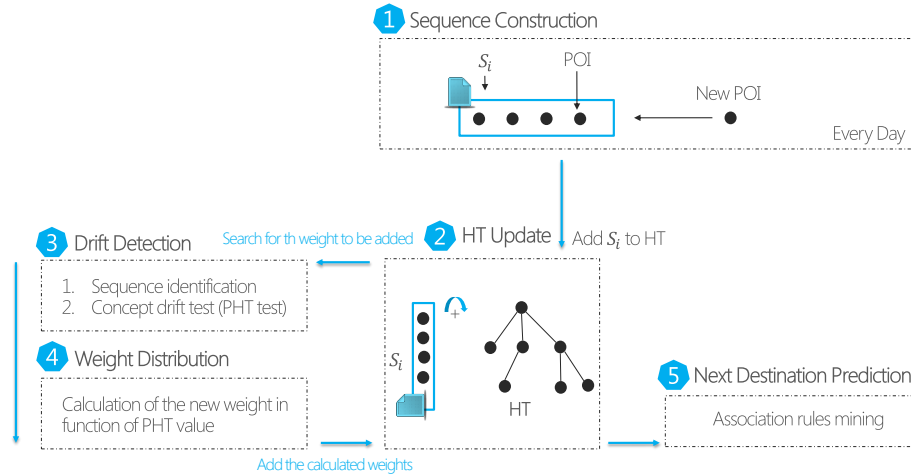 1 Sequence Construction
Si
POI
New POI
Every Day
Add Si to HT
2 HT Update
Search for th weight to be added
3 Drift Detection
1. Sequence identification
2. Concept drift test (PHT test)
4 Weight Distribution
Calculation of the new weight in
function of PHT value
Add the calculated weights
Si
+
HT
5 Next Destination Prediction
Association rules mining